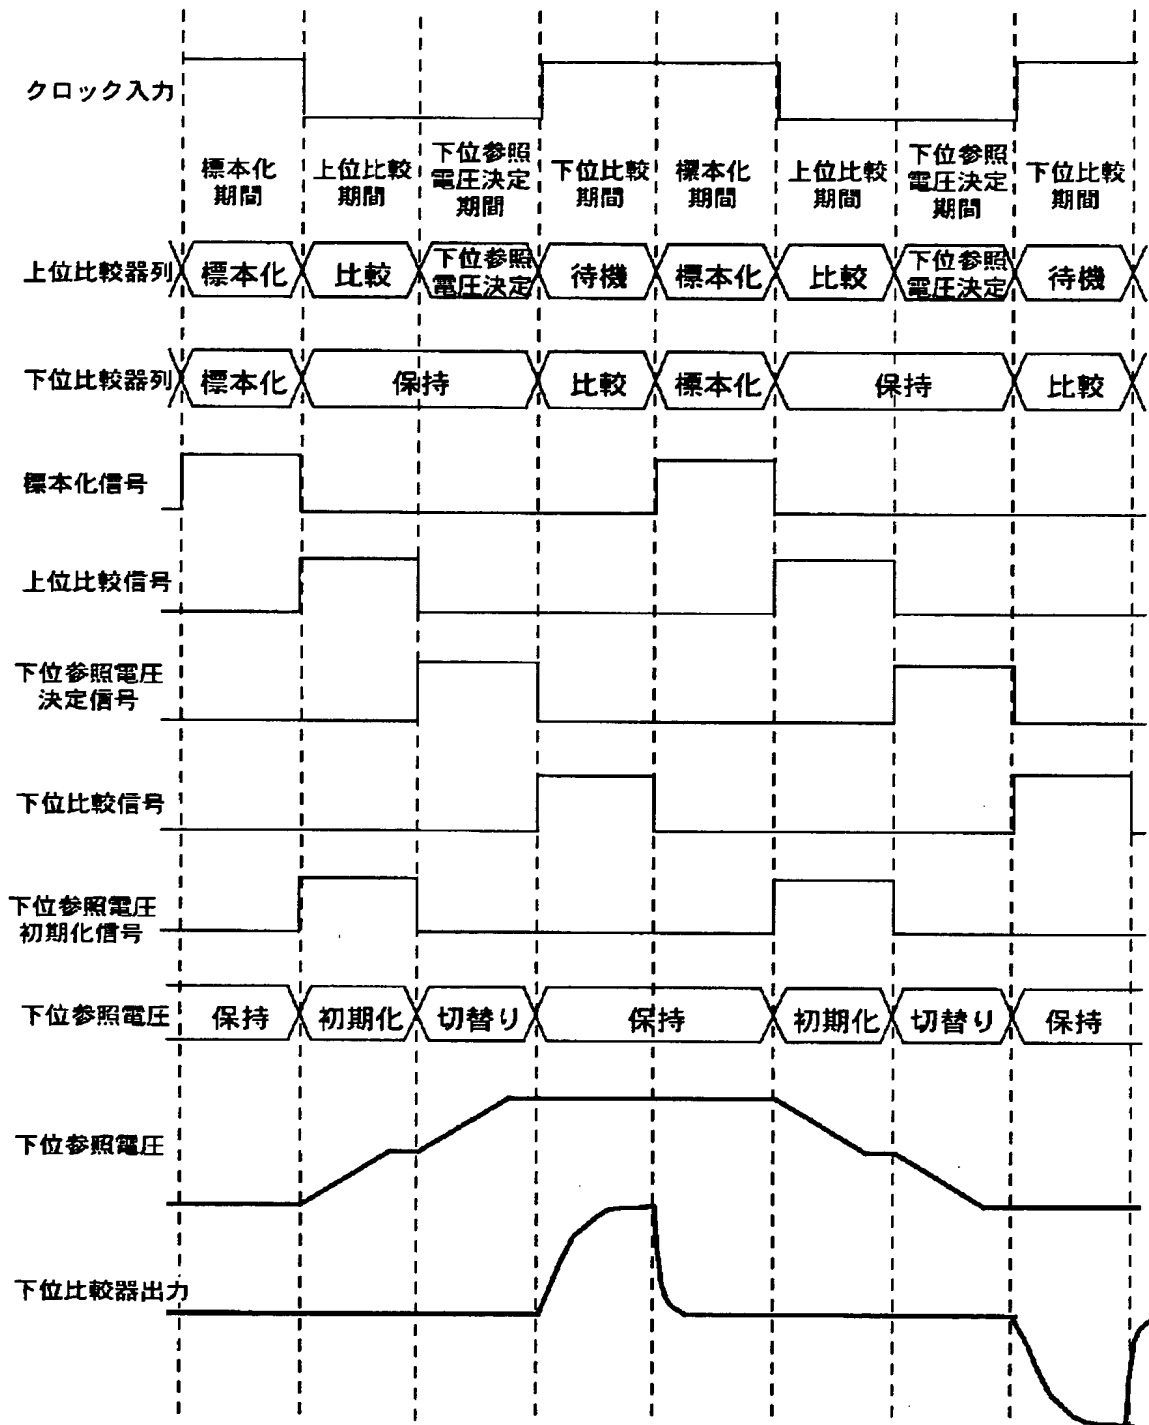 クロック入力
標本化
期間
上位比較
期間
下位参照
電圧決定
期間
下位比較
期間
標本化
期間
上位比較
期間
下位参照
電圧決定
期間
下位比較
期間
上位比較器列
標本化
比較
下位参照
電圧決定
待機
標本化
比較
下位参照
電圧決定
待機
下位比較器列
標本化
保持
比較
標本化
保持
比較
標本化信号
上位比較信号
下位参照電圧
決定信号
下位比較信号
下位参照電圧
初期化信号
下位参照電圧
保持
初期化
切替り
保持
初期化
切替り
保持
下位参照電圧
下位比較器出力